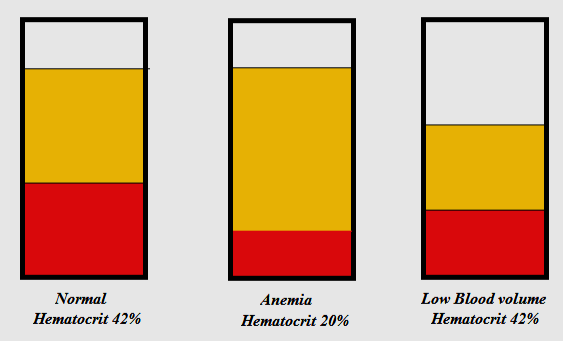 Normal
Hematocrit 42%
Anemia
Hematocrit 20%
Low Blood volume
Hematocrit 42%